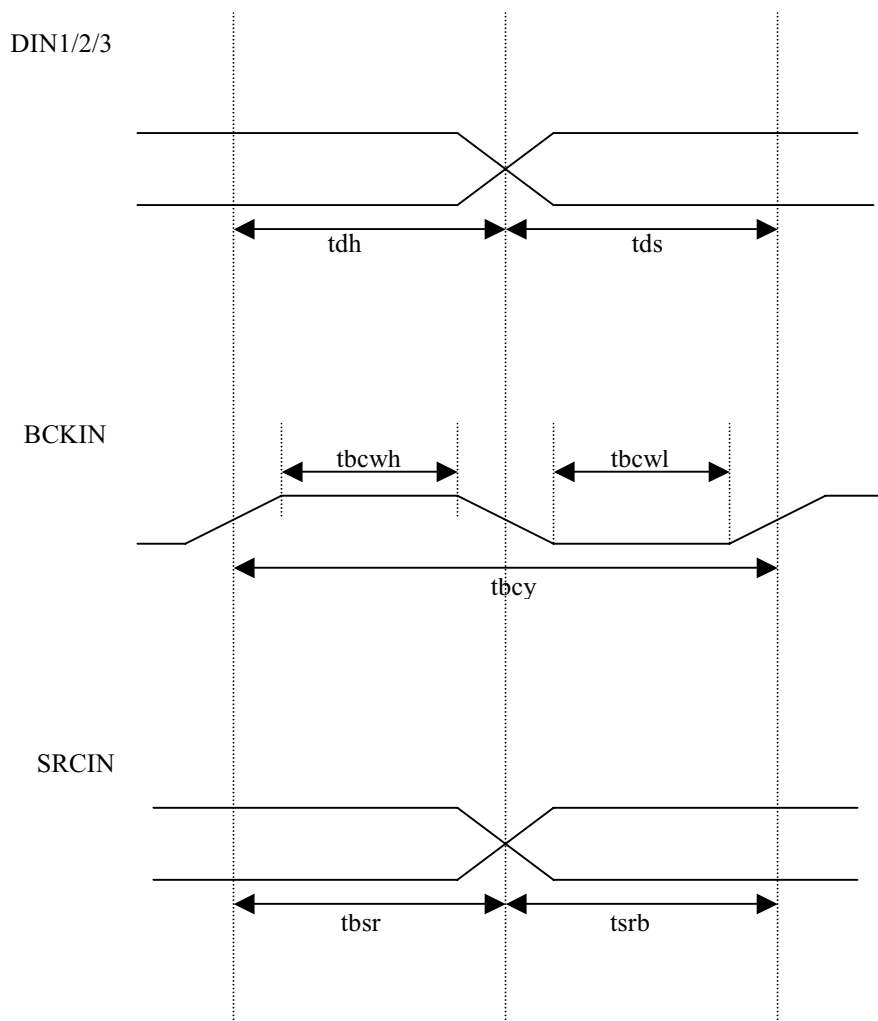 DIN1/2/3
tdh
tds
BCKIN
tbcwh
tbcwl
tbcy
SRCIN
tbsr
tsrb